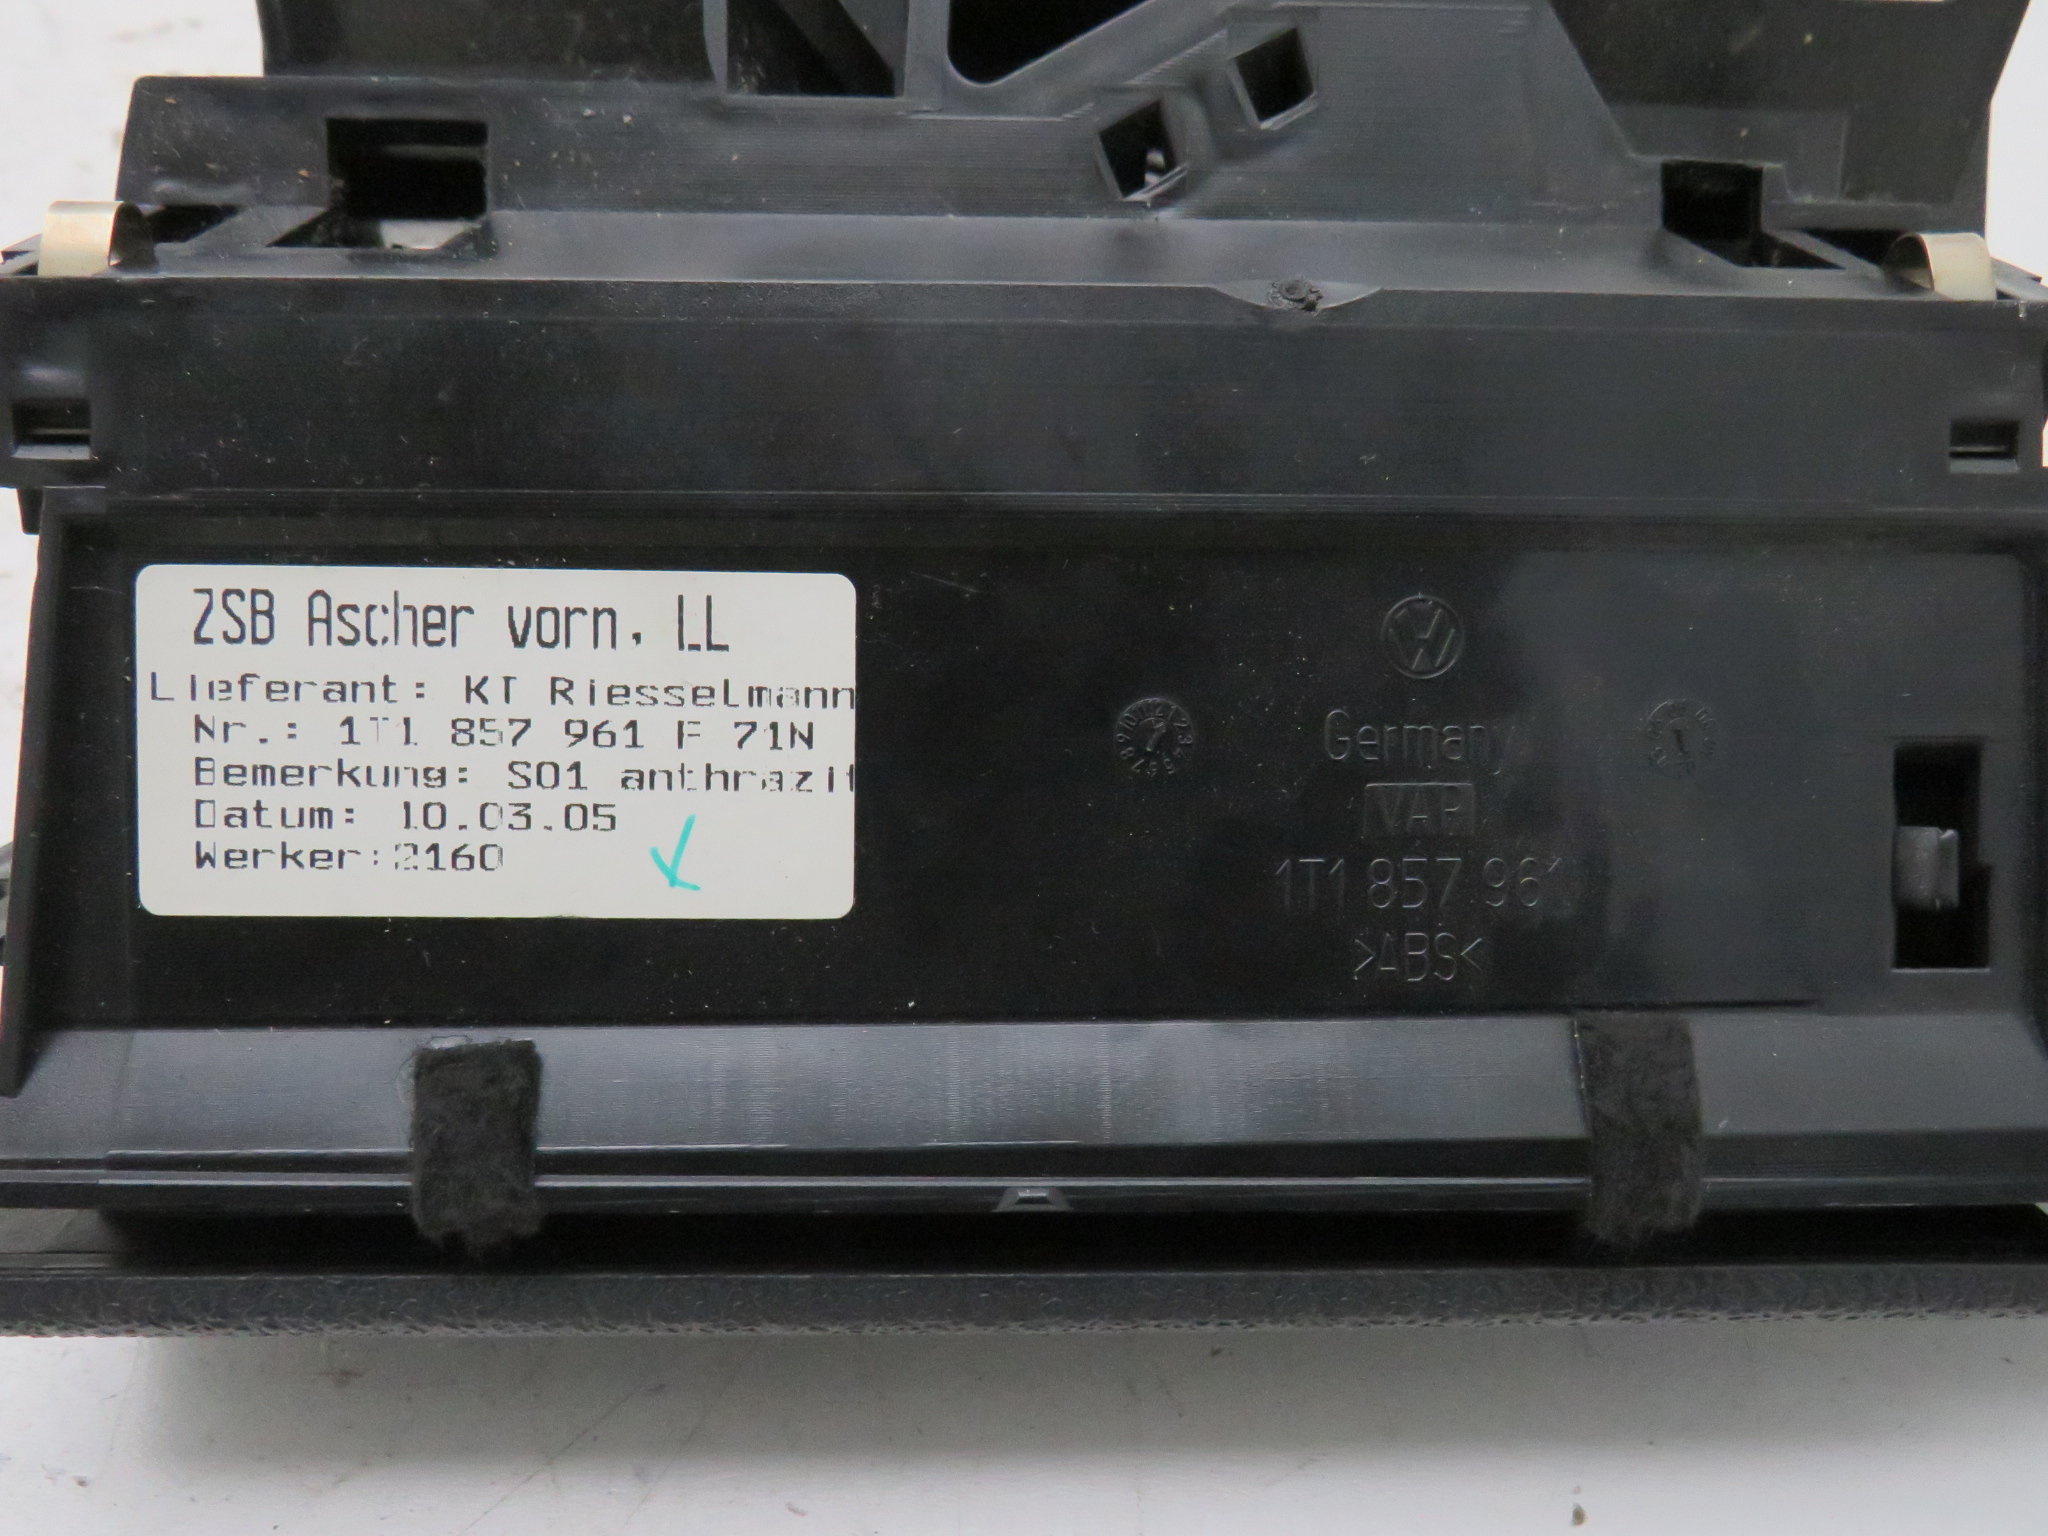 ZSB Ascher vorn, LL
Lieferant: KT Riesselmann
Nr.: 1T1 857 961 F 71N
Bemerkung: S01 anthrazit
Datum: 10.03.05
Werker:2160
Germany
VAR
1T1 857 961
>ABS<